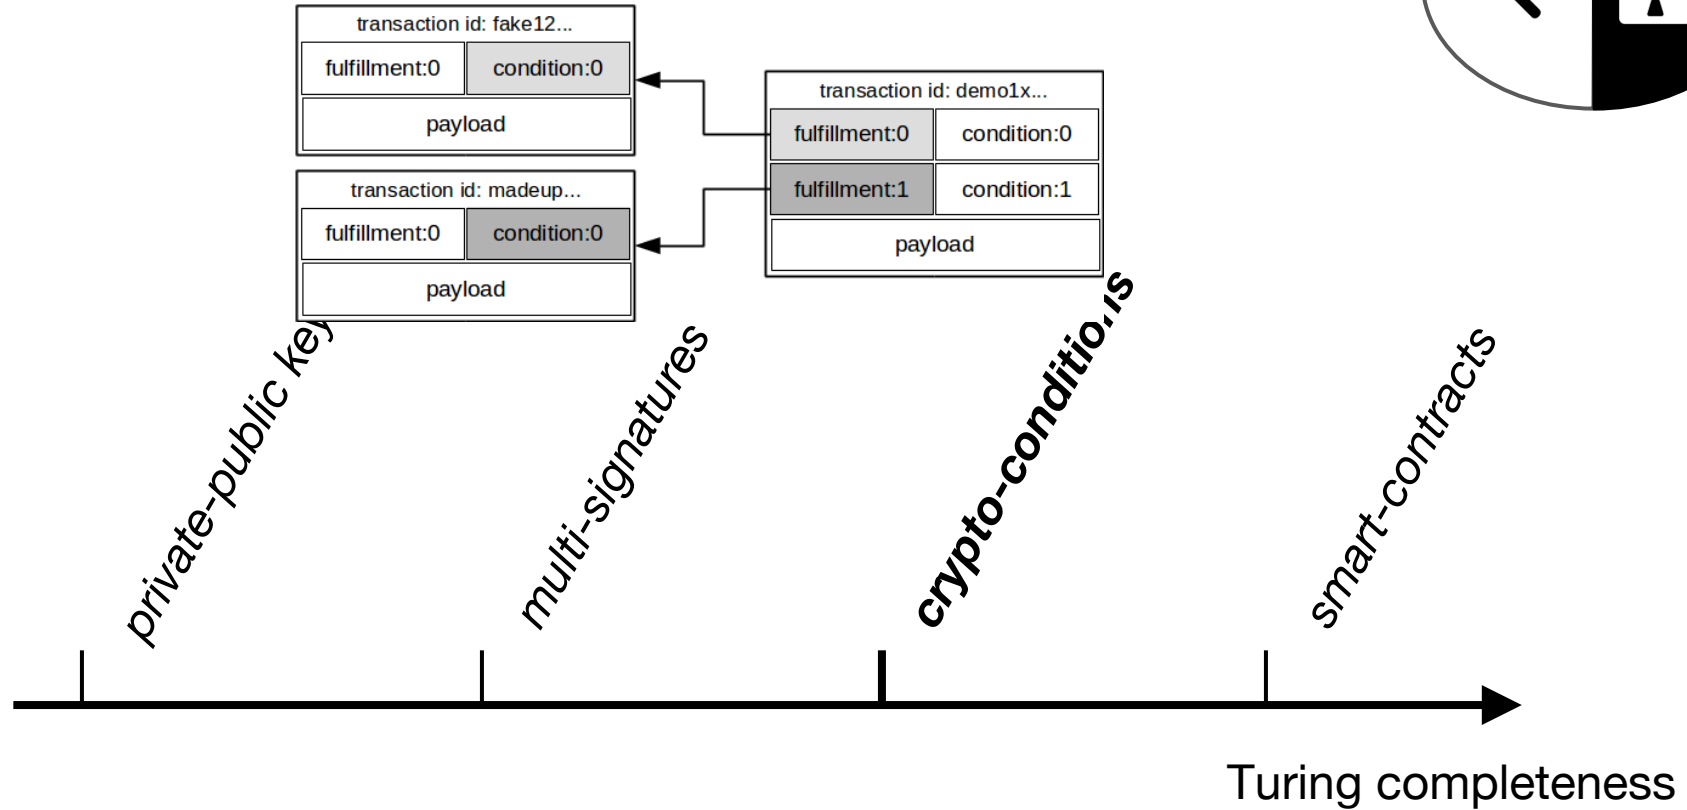 transaction id: fake12...
fulfillment:0 condition:0
payload
transaction id: madeup...
fulfillment:0 condition:0
payload
transaction id: demo1x...
fulfillment:0 condition:0
fulfillment:1 condition:1
payload
private-public key
multi-signatures
crypto-conditions
smart-contracts
Turing completeness